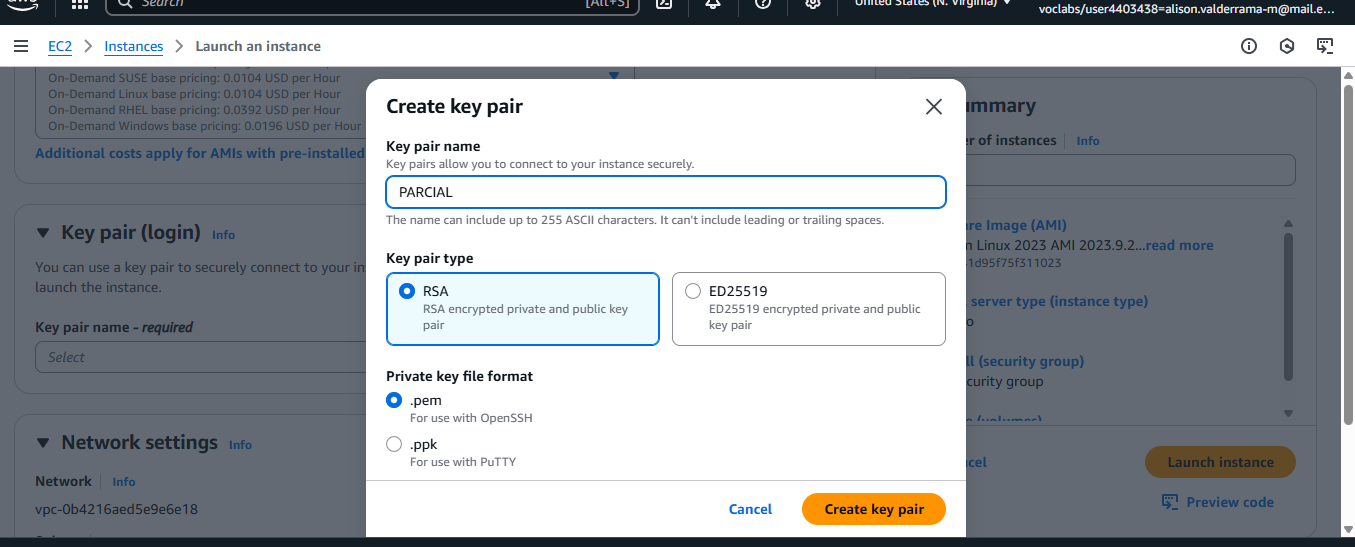 Search
[Alt+S]
United States (N. Virginia)
voclabs/user4403438=alison.valderrama-m@mail.e...
EC2
Instances
Launch an instance
On-Demand SUSE base pricing: 0.0104 USD per Hour
On-Demand Linux base pricing: 0.0104 USD per Hour
On-Demand RHEL base pricing: 0.0392 USD per Hour
On-Demand Windows base pricing: 0.0196 USD per Hour
Additional costs apply for AMIs with pre-installed
Key pair (login)
Info
You can use a key pair to securely connect to your in
launch the instance.
Key pair name - required
Select
Network settings
Info
Network
Info
vpc-0b4216aed5e9e6e18
Create key pair
Key pair name
Key pairs allow you to connect to your instance securely.
PARCIAL
The name can include up to 255 ASCII characters. It can't include leading or trailing spaces.
Key pair type
RSA
RSA encrypted private and public key
pair
ED25519
ED25519 encrypted private and public
key pair
Private key file format
.pem
For use with OpenSSH
.ppk
For use with PuTTY
Cancel
Create key pair
ummary
er of instances
Info
re Image (AMI)
n Linux 2023 AMI 2023.9.2...read more
1d95f75f311023
server type (instance type)
o
ll (security group)
curity group
(volumes)
cel
Launch instance
Preview code